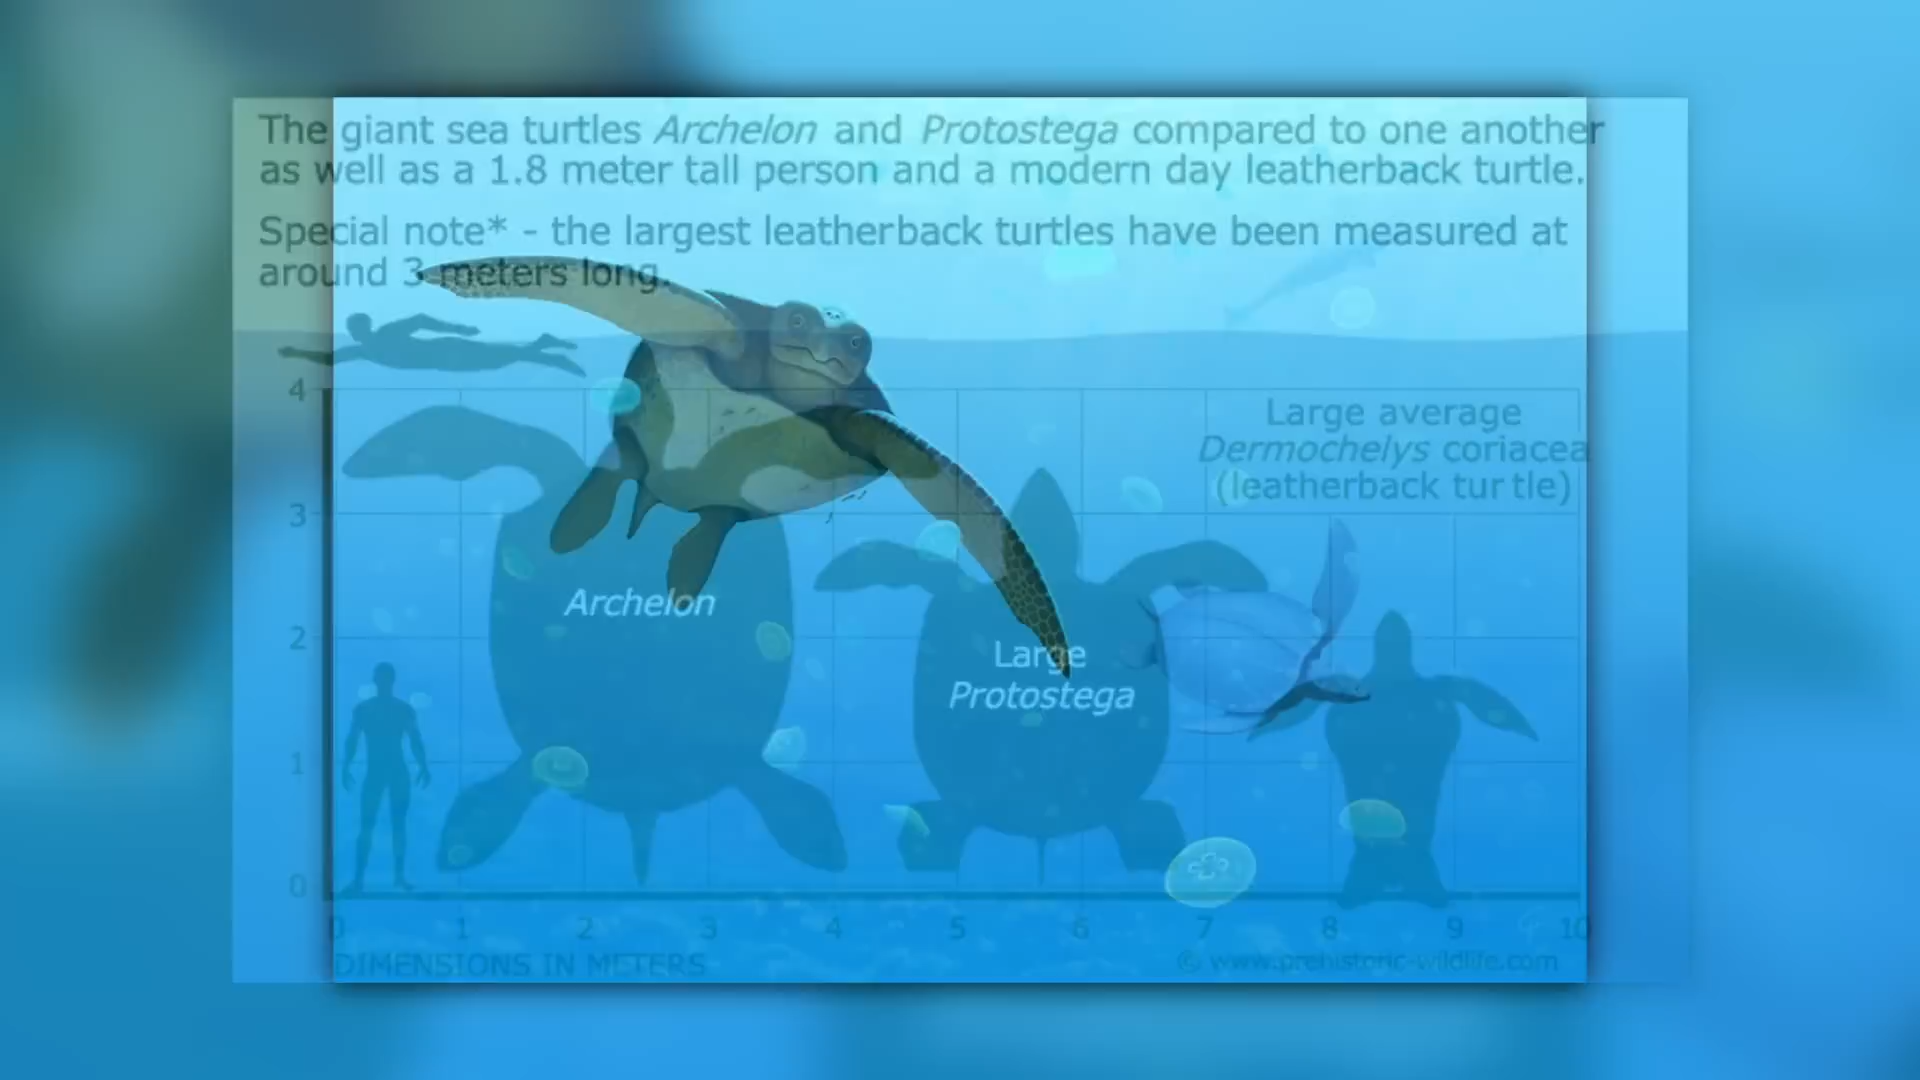 The giant sea turtles Archelon and Protostega compared to one another
as well as a 1.8 meter tall person and a modern day leatherback turtle.
Special note* - the largest leatherback turtles have been measured at
around 3 meters long.
Large average
Dermochelys coriacea
(leatherback turtle)
Archelon
Large
Protostega
4
3
2
1
0
0 1 2 3 4 5 6 7 8 9 10
DIMENSIONS IN METERS
© www.prehistoric-wildlife.com